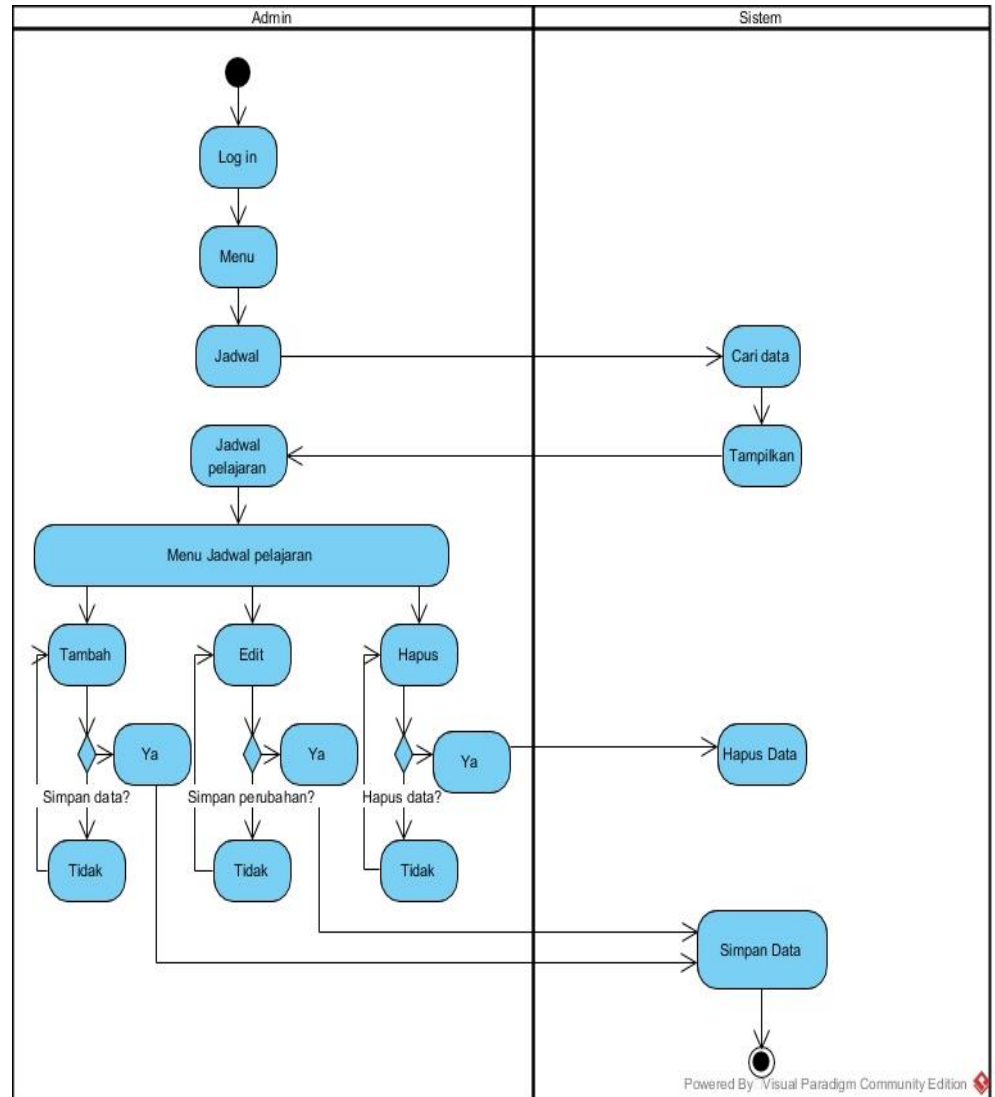 Admin
Sistem
Log in
Menu
Jadwal
Cari data
Jadwal
pelajaran
Tampilkan
Menu Jadwal pelajaran
Tambah
Edit
Hapus
Ya
Ya
Ya
Hapus Data
Simpan data?
Simpan perubahan?
Hapus data?
Tidak
Tidak
Tidak
Simpan Data
Powered By Visual Paradigm Community Edition